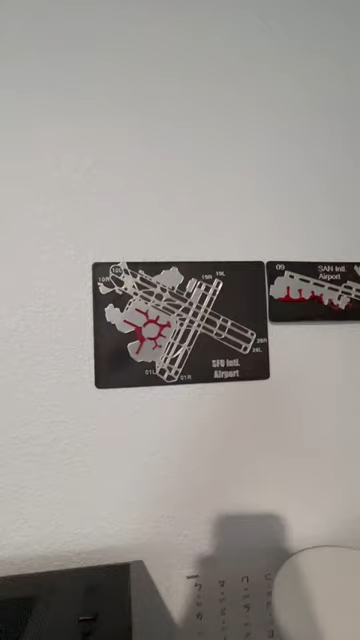 10L
10R
19R
19L
28R
28L
01L
01R
SFO Intl.
Airport
09
SAN Intl.
Airport